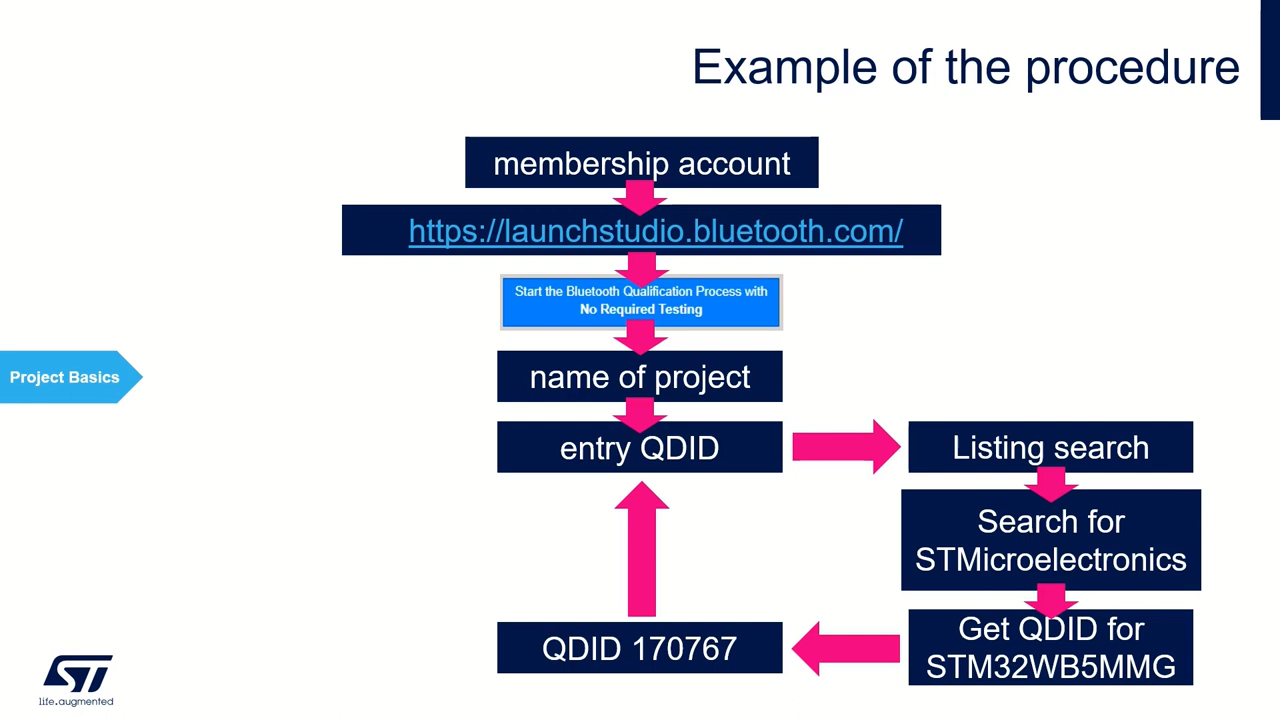 Example of the procedure
membership account
https://launchstudio.bluetooth.com/
Start the Bluetooth Qualification Process with
No Required Testing
name of project
Project Basics
entry QDID
Listing search
Search for
STMicroelectronics
Get QDID for
STM32WB5MMG
QDID 170767
ST
life.augmented